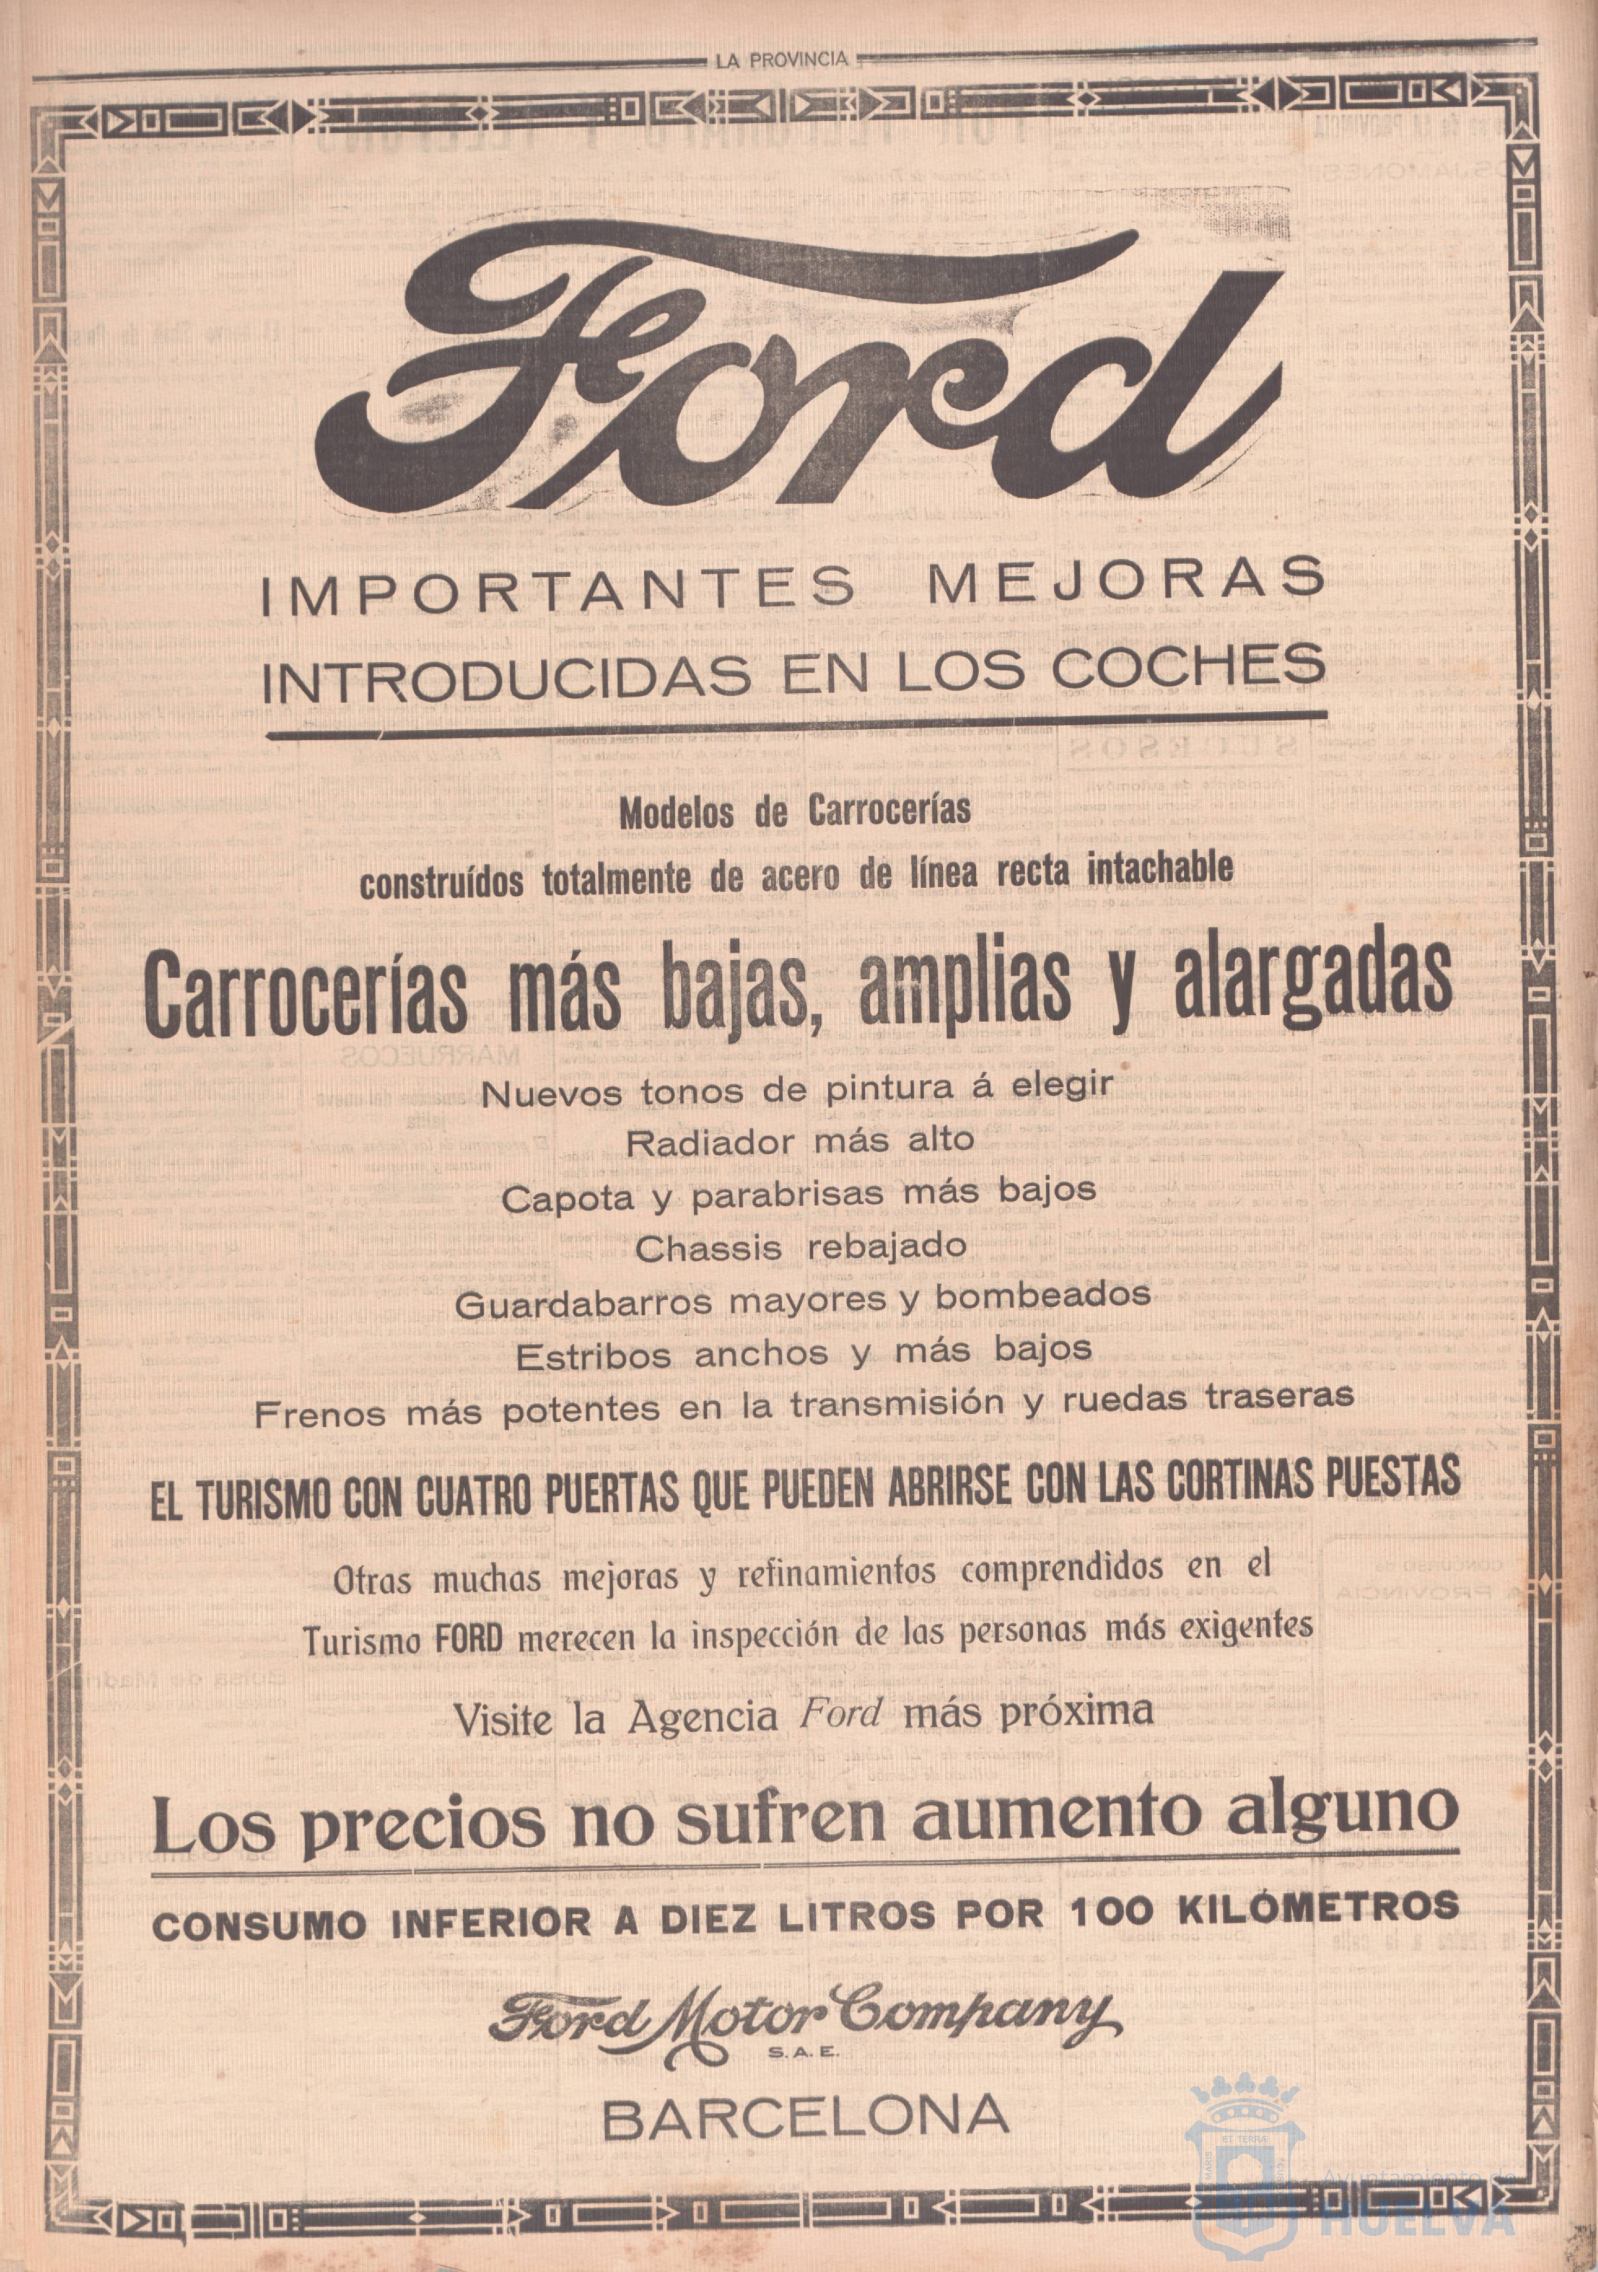 LA PROVINCIA
Ford
IMPORTANTES MEJORAS
INTRODUCIDAS EN LOS COCHES
Modelos de Carrocerías
construídos totalmente de acero de línea recta intachable
Carrocerías más bajas, amplias y alargadas
Nuevos tonos de pintura á elegir
Radiador más alto
Capota y parabrisas más bajos
Chassis rebajado
Guardabarros mayores y bombeados
Estribos anchos y más bajos
Frenos más potentes en la transmisión y ruedas traseras
EL TURISMO CON CUATRO PUERTAS QUE PUEDEN ABRIRSE CON LAS CORTINAS PUESTAS
Otras muchas mejoras y refinamientos comprendidos en el
Turismo FORD merecen la inspección de las personas más exigentes
Visite la Agencia Ford más próxima
Los precios no sufren aumento alguno
CONSUMO INFERIOR A DIEZ LITROS POR 100 KILÓMETROS
Ford Motor Company
S. A. E.
BARCELONA
Ayuntamiento de
HUELVA